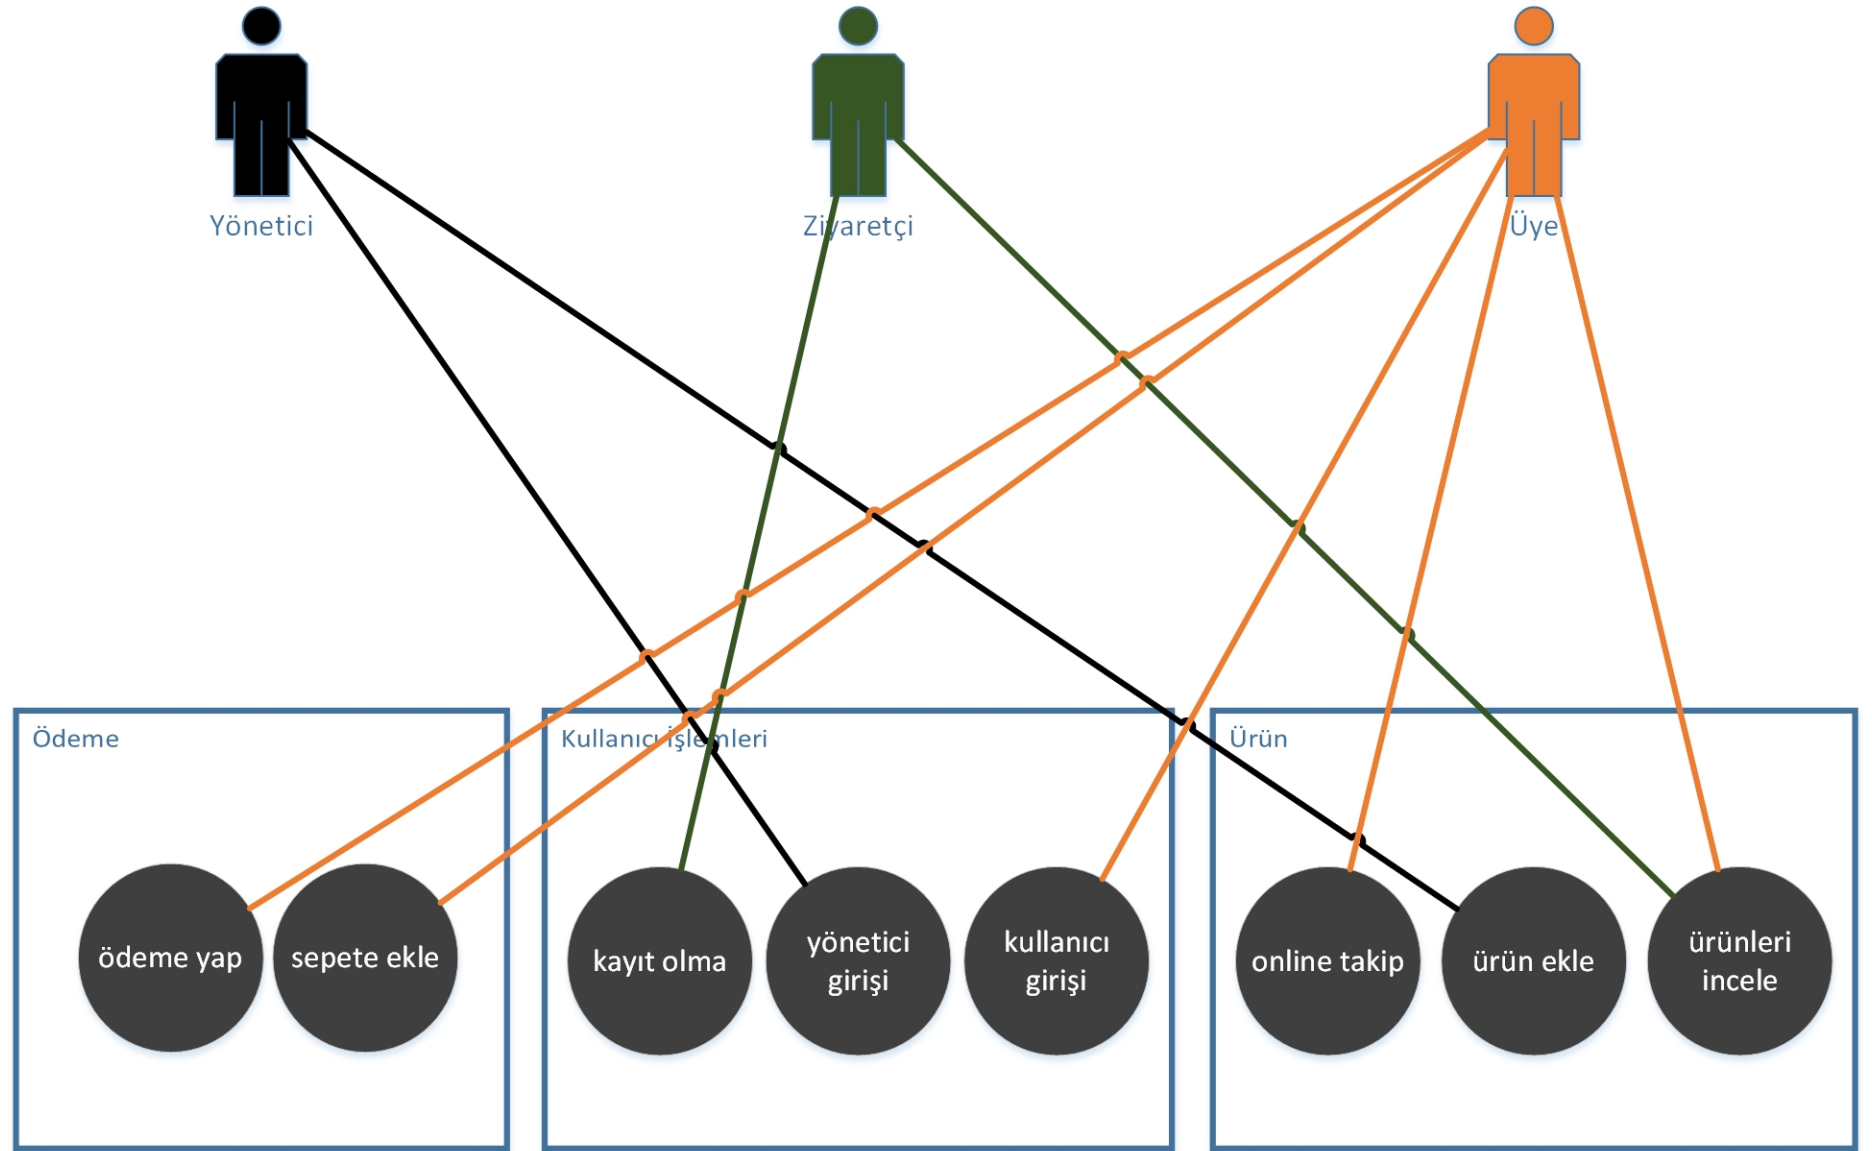 Yönetici
Ziyaretçi
Üye
Ödeme
Kullanıcı İşlemleri
Ürün
ödeme yap
sepete ekle
kayıt olma
yönetici
girişi
kullanıcı
girişi
online takip
ürün ekle
ürünleri
incele